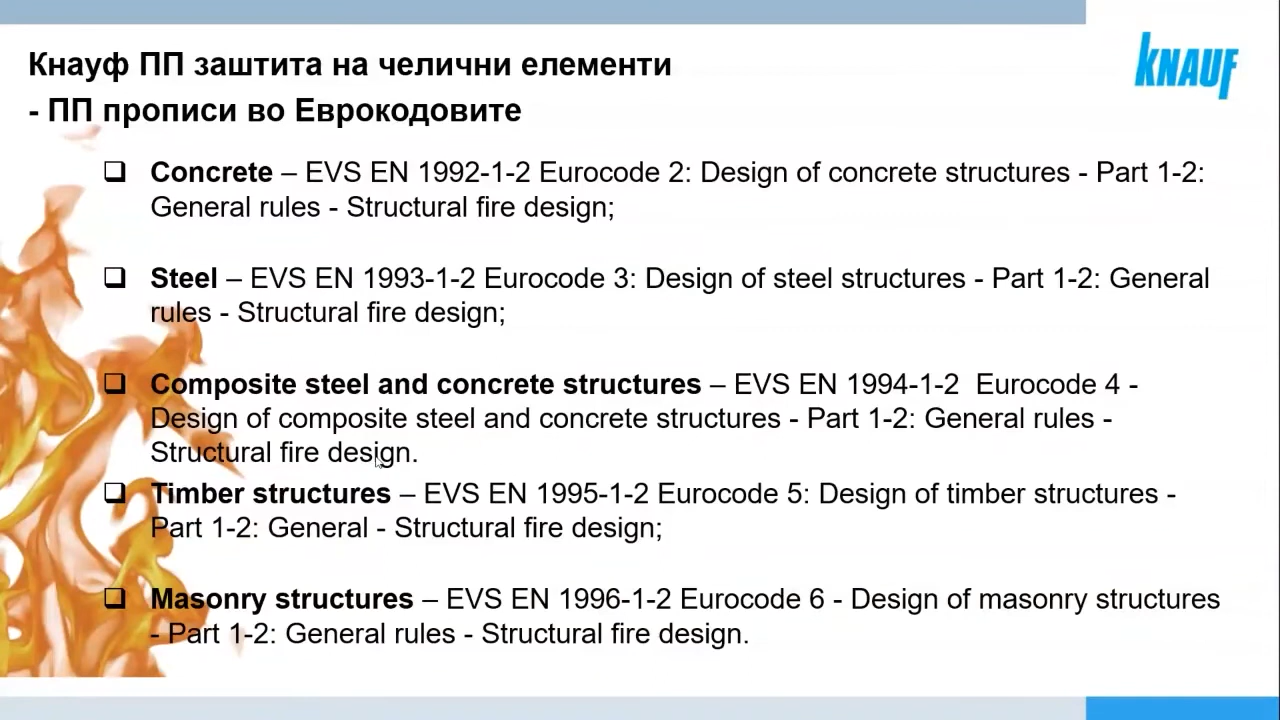 Кнауф ПП заштита на челични елементи
KNAUF
- ПП прописи во Еврокодовите
❑ Concrete – EVS EN 1992-1-2 Eurocode 2: Design of concrete structures - Part 1-2:
General rules - Structural fire design;
❑ Steel – EVS EN 1993-1-2 Eurocode 3: Design of steel structures - Part 1-2: General
rules - Structural fire design;
❑ Composite steel and concrete structures – EVS EN 1994-1-2  Eurocode 4 -
Design of composite steel and concrete structures - Part 1-2: General rules -
Structural fire design.
❑ Timber structures – EVS EN 1995-1-2 Eurocode 5: Design of timber structures -
Part 1-2: General - Structural fire design;
❑ Masonry structures – EVS EN 1996-1-2 Eurocode 6 - Design of masonry structures
- Part 1-2: General rules - Structural fire design.